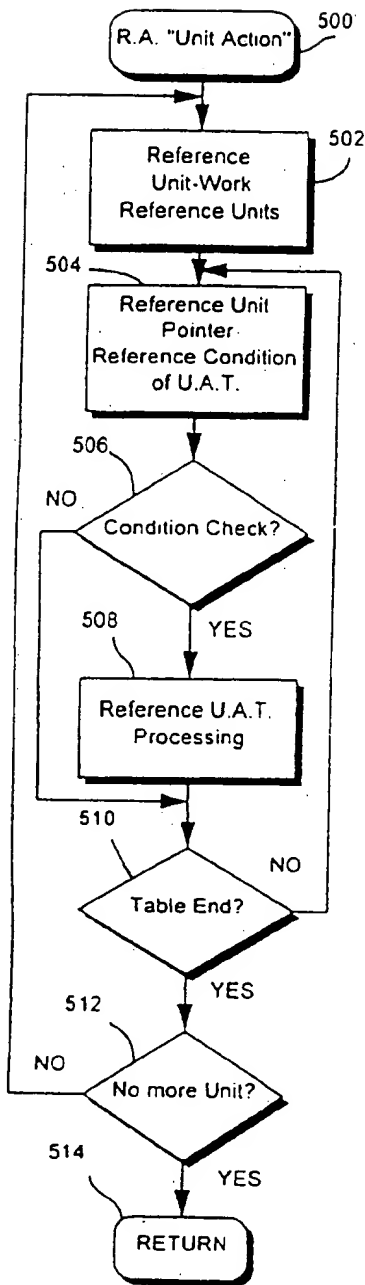 R.A. "Unit Action"
500
Reference
Unit-Work
Reference Units
502
504
Reference Unit
Pointer
Reference Condition
of U.A.T.
506
NO
Condition Check?
YES
508
Reference U.A.T.
Processing
510
NO
Table End?
YES
512
NO
No more Unit?
YES
514
RETURN